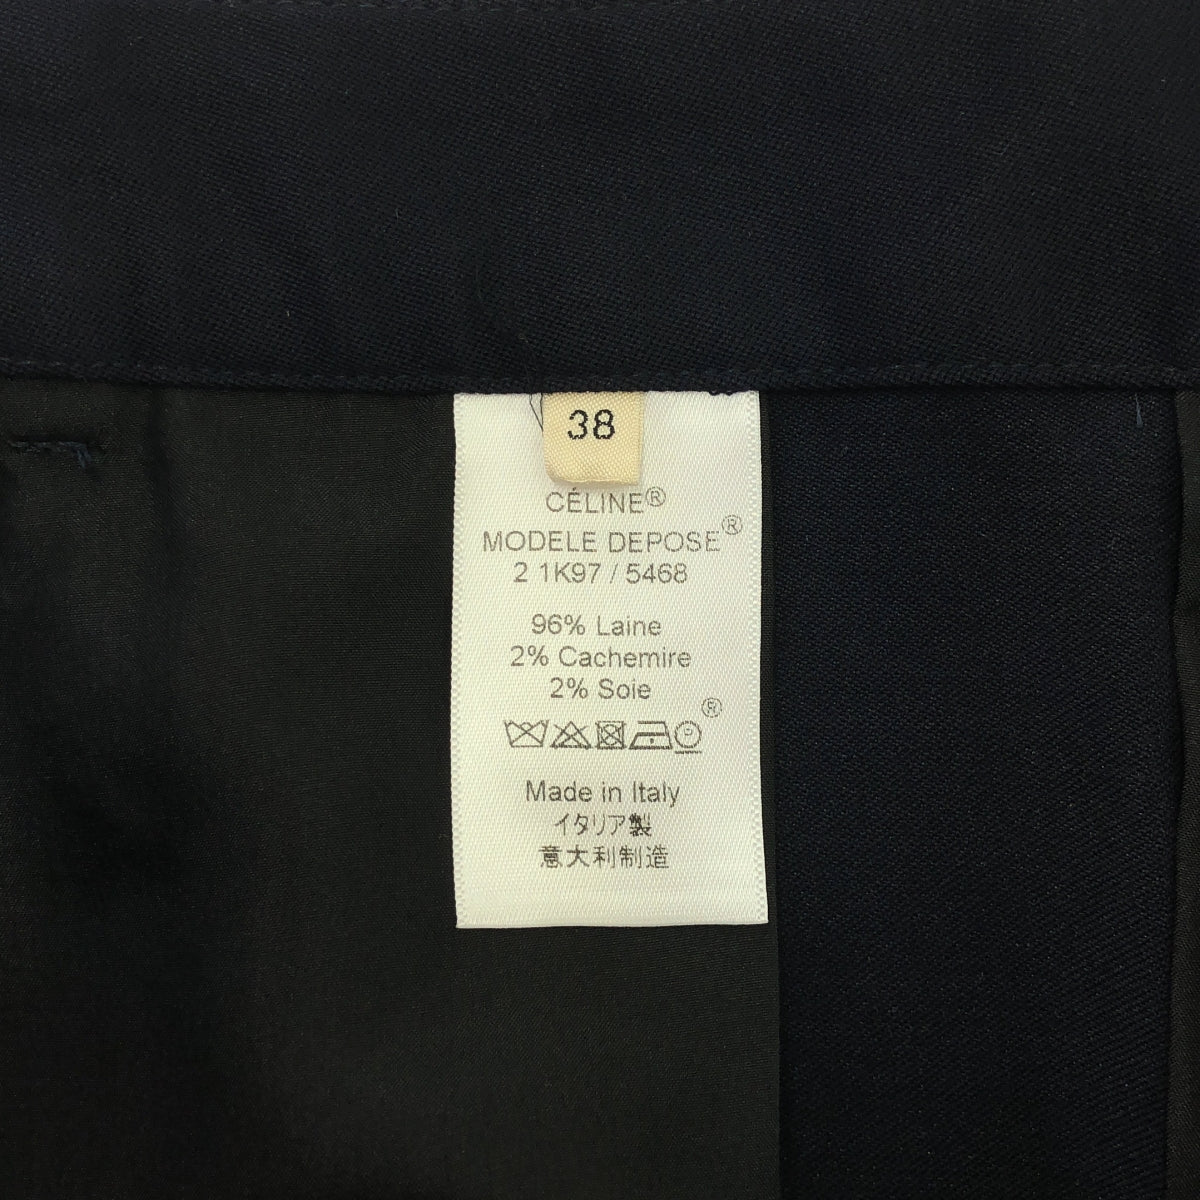 38
CÉLINE®
MODELE DEPOSE®
2 1K97 / 5468
96% Laine
2% Cachemire
2% Soie
®
Made in Italy
イタリア製
意大利制造